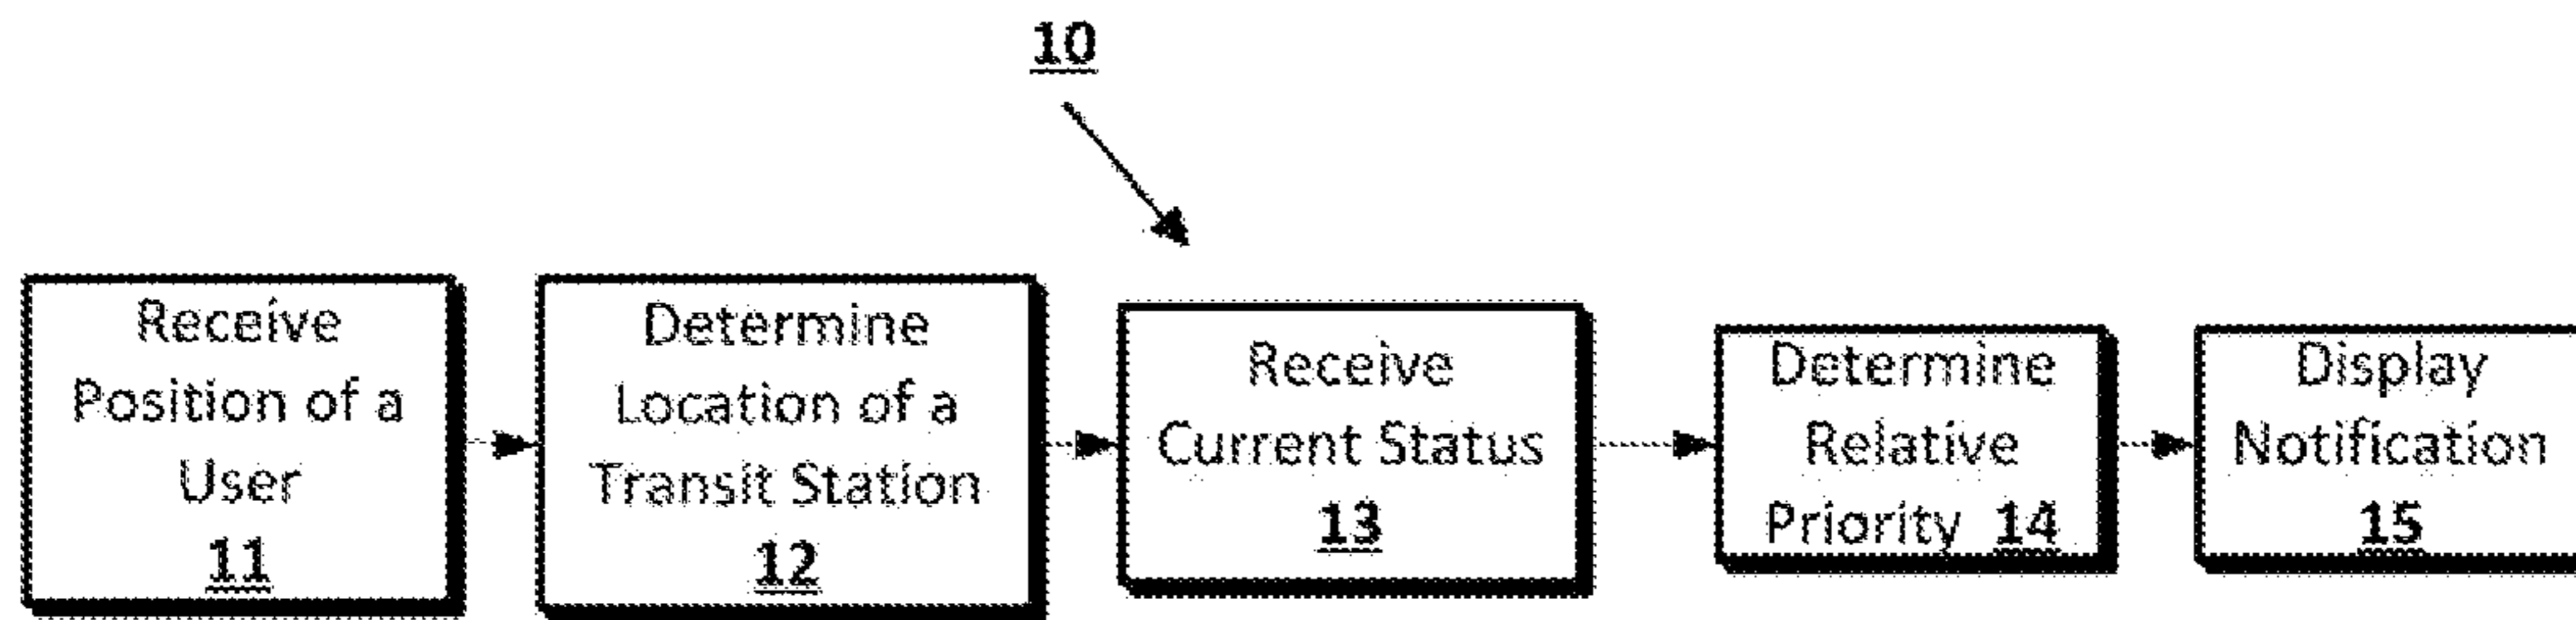 10
Receive
Position of a
User
11
Determine
Location of a
Transit Station
12
Receive
Current Status
13
Determine
Relative
Priority 14
Display
Notification
15